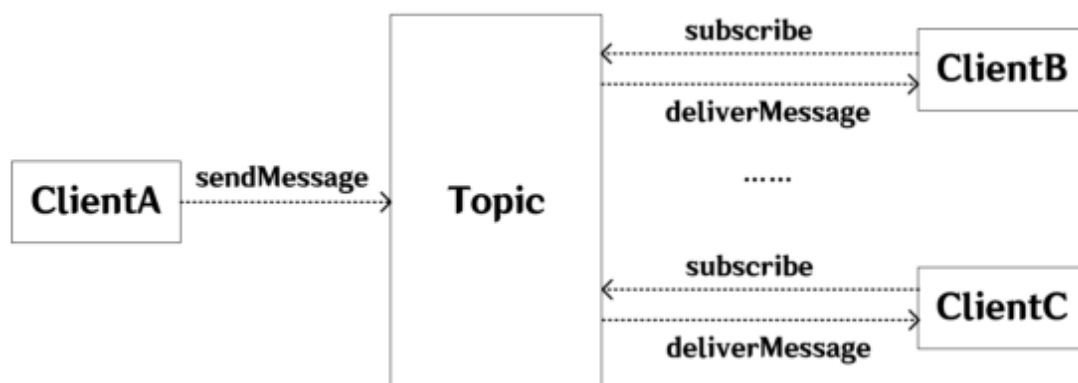 subscribe
ClientB
deliverMessage
ClientA
sendMessage
Topic
......
subscribe
ClientC
deliverMessage